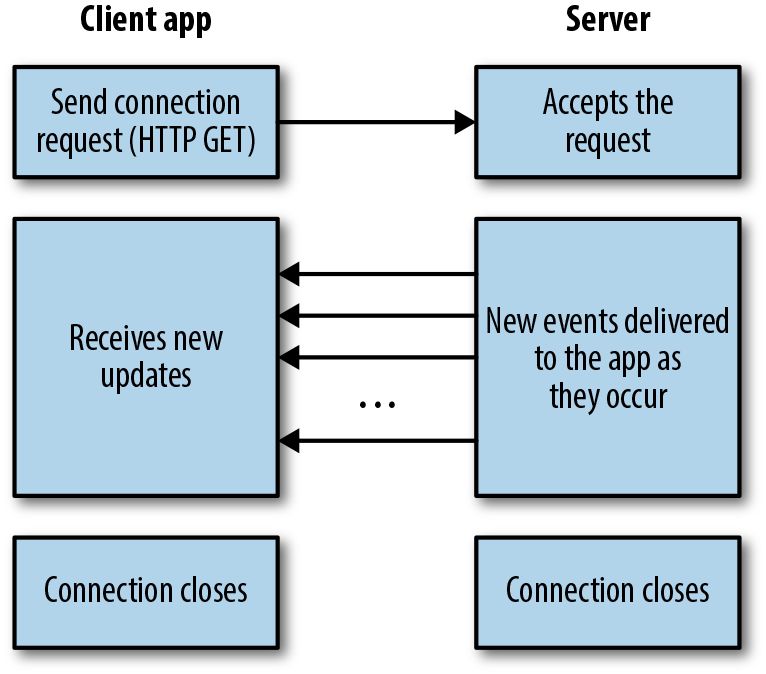 Client app
Server
Send connection
request (HTTP GET)
Accepts the
request
Receives new
updates
New events delivered
to the app as
they occur
...
Connection closes
Connection closes